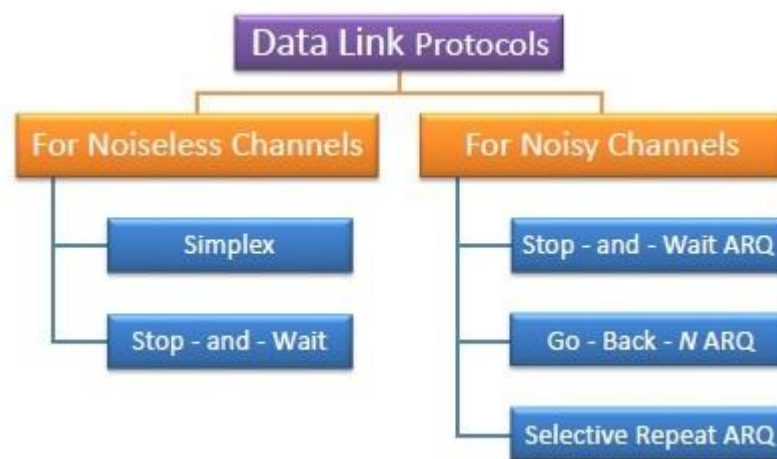 Data Link Protocols
For Noiseless Channels
For Noisy Channels
Simplex
Stop - and - Wait
Stop - and - Wait ARQ
Go - Back - N ARQ
Selective Repeat ARQ